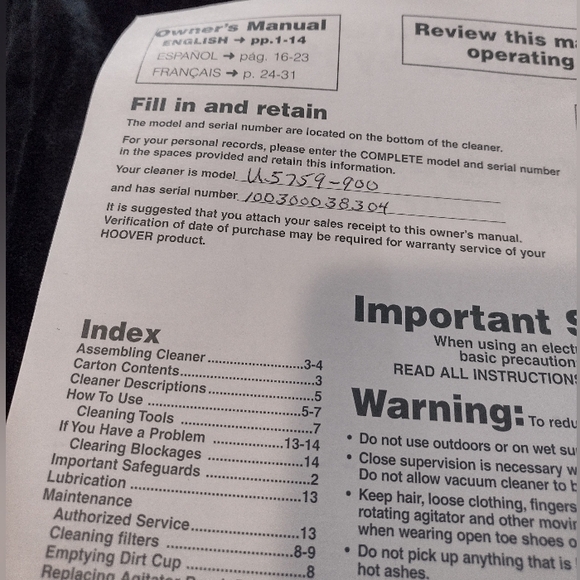 Owner's Manual
ENGLISH → pp.1-14
ESPAÑOL → pág. 16-23
FRANÇAIS → p. 24-31
Review this m
operating
Fill in and retain
The model and serial number are located on the bottom of the cleaner.
For your personal records, please enter the COMPLETE model and serial number
in the spaces provided and retain this information.
Your cleaner is model U5759-900
and has serial number 100300038304
It is suggested that you attach your sales receipt to this owner's manual.
Verification of date of purchase may be required for warranty service of your
HOOVER product.
Index
Assembling Cleaner ........................3-4
Carton Contents................................3
Cleaner Descriptions.........................5
How To Use .....................................5-7
Cleaning Tools ................................7
If You Have a Problem ..................13-14
Clearing Blockages .........................14
Important Safeguards ......................2
Lubrication .....................................13
Maintenance
Authorized Service..........................13
Cleaning filters ..............................8-9
Emptying Dirt Cup ............................8
Replacing Agitator
Important S
When using an elect
basic precaution
READ ALL INSTRUCTIONS
Warning: To redu
• Do not use outdoors or on wet su
• Close supervision is necessary w
Do not allow vacuum cleaner to b
• Keep hair, loose clothing, fingers
rotating agitator and other movin
when wearing open toe shoes o
• Do not pick up anything that is
hot ashes.